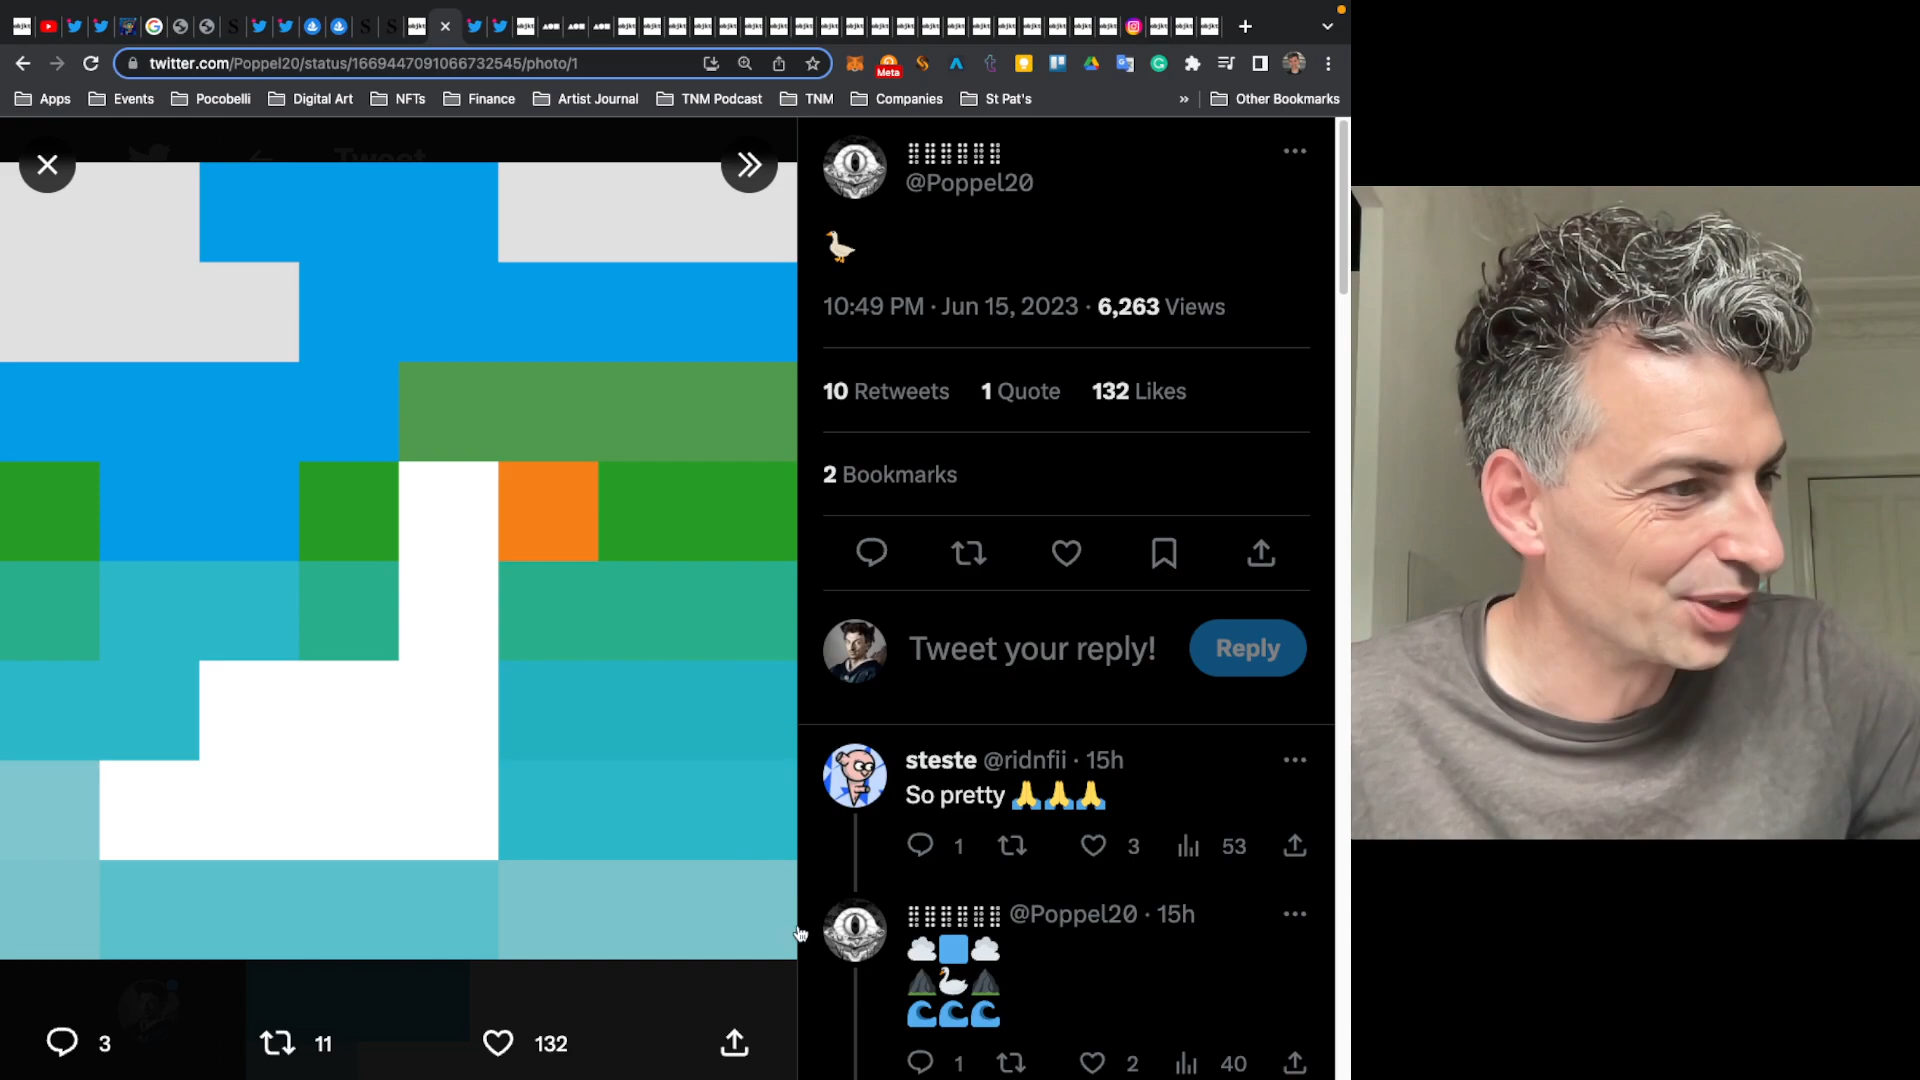 twitter.com/Poppel20/status/1669447091066732545/photo/1
Meta
Apps
Events
Pocobelli
Digital Art
NFTs
Finance
Artist Journal
TNM Podcast
TNM
Companies
St Pat's
»
Other Bookmarks
Tweet
@Poppel20
10:49 PM · Jun 15, 2023 · 6,263 Views
10 Retweets 1 Quote 132 Likes
2 Bookmarks
Tweet your reply!
Reply
steste @ridnfii · 15h
So pretty 🙏🙏🙏
1 3 53
@Poppel20 · 15h
1 2 40
3 11 132